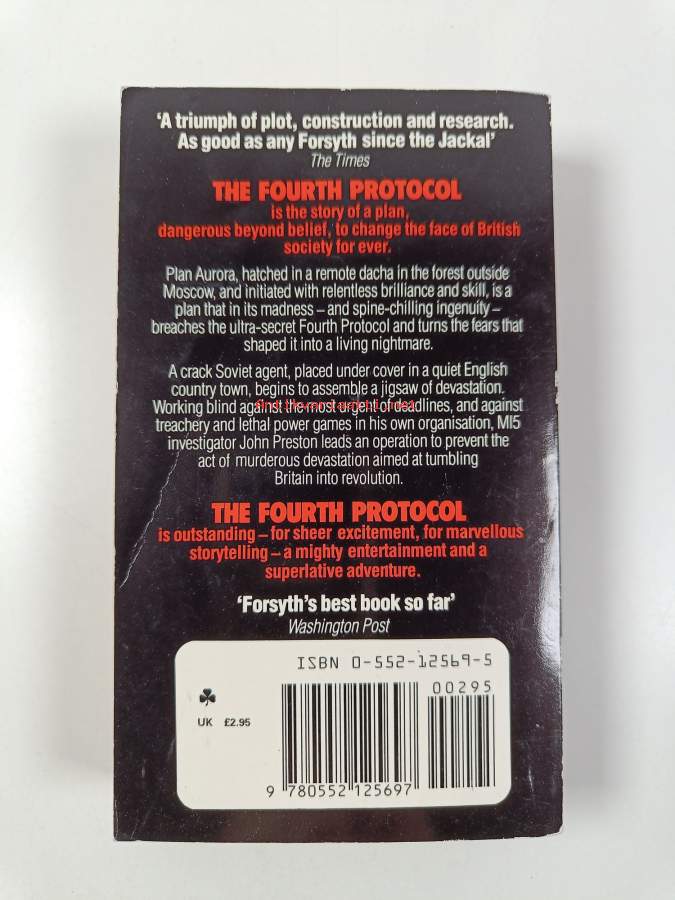 ‘A triumph of plot, construction and research.
As good as any Forsyth since the Jackal’
The Times
THE FOURTH PROTOCOL
is the story of a plan,
dangerous beyond belief, to change the face of British
society for ever.
Plan Aurora, hatched in a remote dacha in the forest outside
Moscow, and initiated with relentless brilliance and skill, is a
plan that in its madness – and spine-chilling ingenuity –
breaches the ultra-secret Fourth Protocol and turns the fears that
shaped it into a living nightmare.
A crack Soviet agent, placed under cover in a quiet English
country town, begins to assemble a jigsaw of devastation.
Working blind against the most urgent of deadlines, and against
treachery and lethal power games in his own organisation, MI5
investigator John Preston leads an operation to prevent the
act of murderous devastation aimed at tumbling
Britain into revolution.
THE FOURTH PROTOCOL
is outstanding – for sheer excitement, for marvellous
storytelling – a mighty entertainment and a
superlative adventure.
‘Forsyth’s best book so far’
Washington Post
ISBN 0-552-12569-5
00295
UK £2.95
9 780552 125697